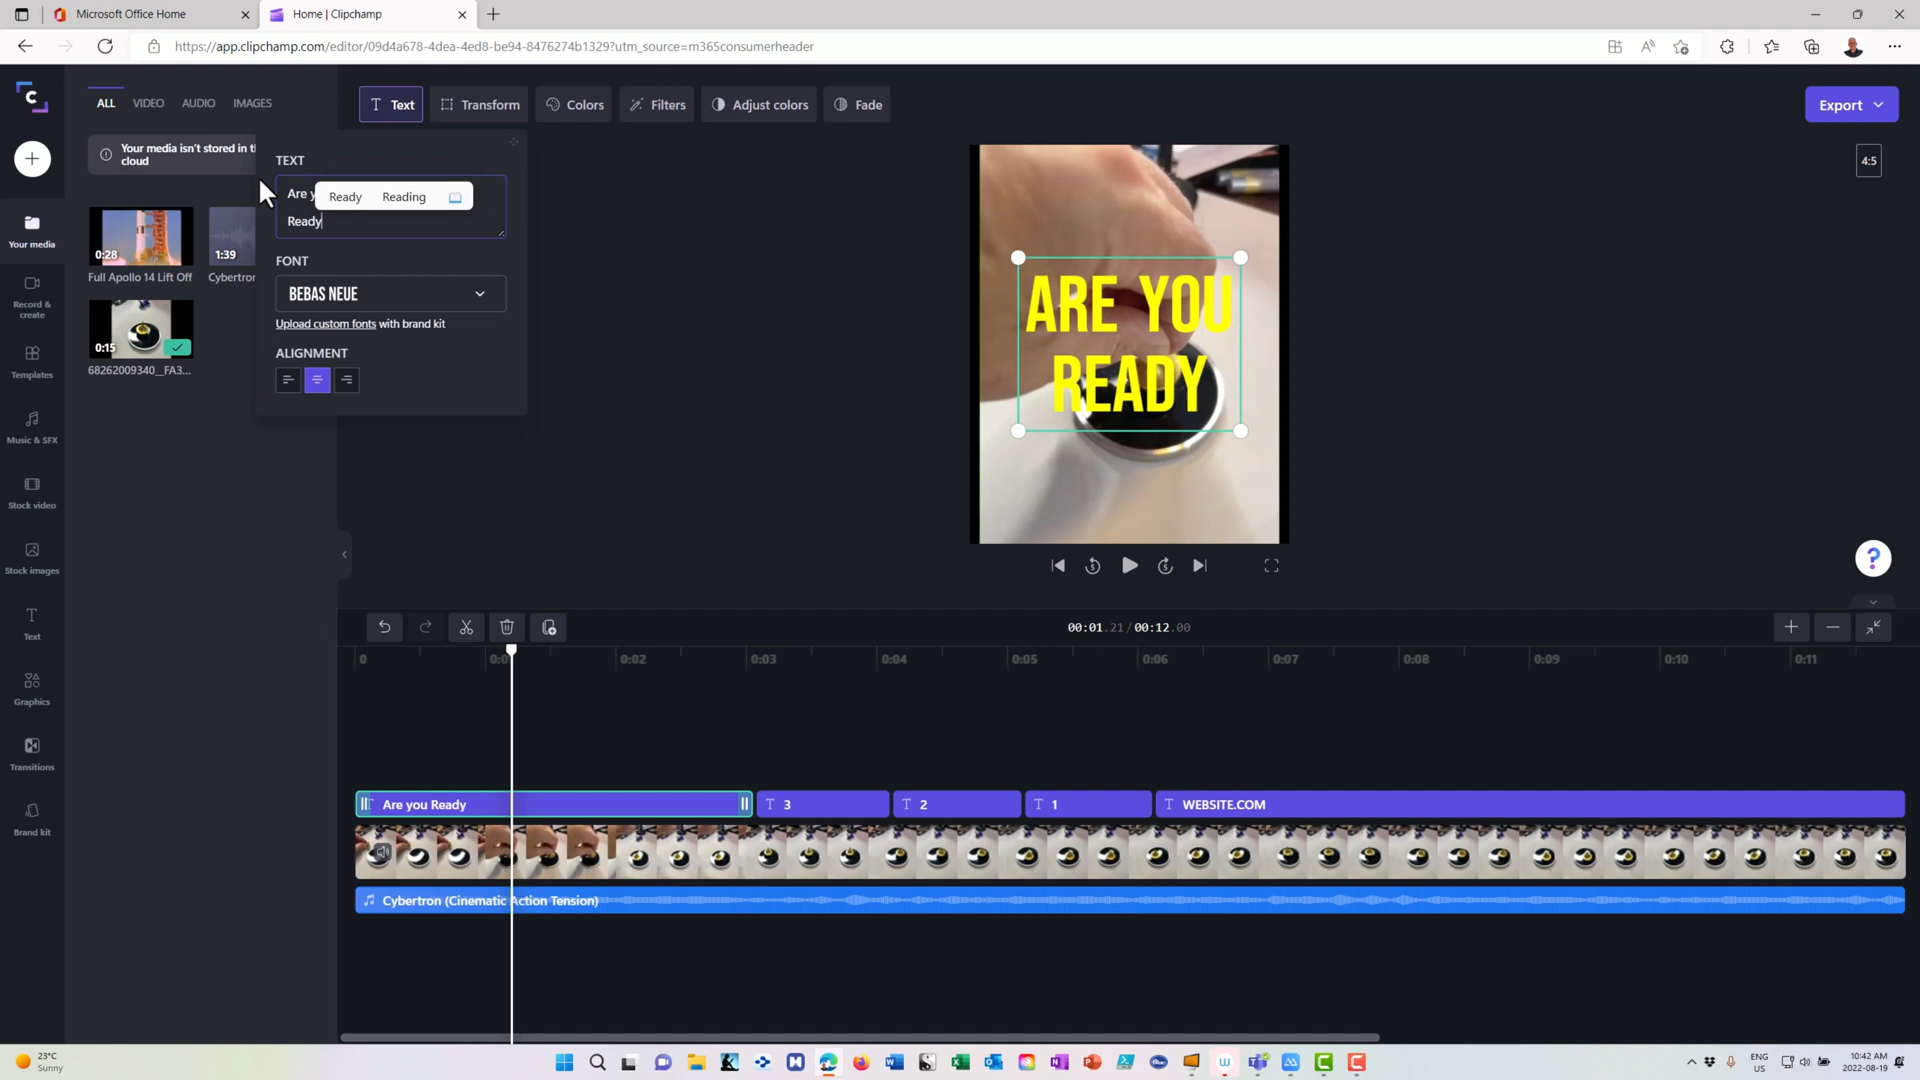 Microsoft Office Home
Home | Clipchamp
https://app.clipchamp.com/editor/09d4a678-4dea-4ed8-be94-8476274b1329?utm_source=m365consumerheader
ALL VIDEO AUDIO IMAGES
Text Transform Colors Filters Adjust colors Fade
Export
Your media isn't stored in t
cloud
4:5
TEXT
Are y
Ready Reading
Ready
Your media
0:28
1:39
Full Apollo 14 Lift Off
Cybertron
FONT
BEBAS NEUE
Upload custom fonts with brand kit
ALIGNMENT
0:15
68262009340__FA3...
ARE YOU
READY
Record &
create
Templates
Music & SFX
Stock video
Stock images
Text
Graphics
Transitions
Brand kit
5 5
?
00:01.21 / 00:12.00
0 0:0 0:02 0:03 0:04 0:05 0:06 0:07 0:08 0:09 0:10 0:11
Are you Ready
3
2
1
WEBSITE.COM
Cybertron (Cinematic Action Tension)
23°C
Sunny
ENG
US
10:42 AM
2022-08-19